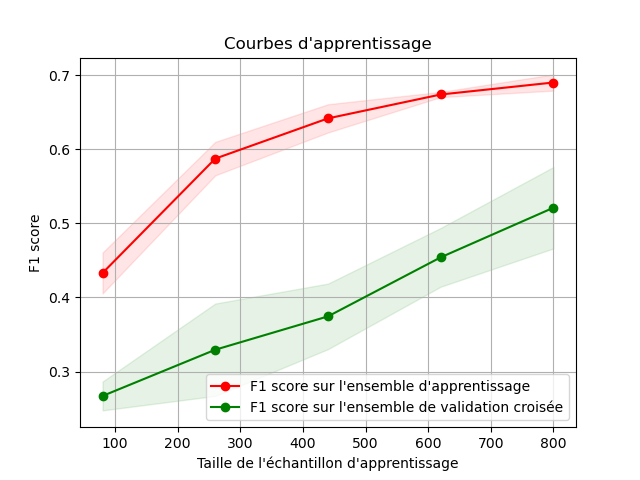 Courbes d'apprentissage
0.7
0.6
0.5
0.4
0.3
F1 score
F1 score sur l'ensemble d'apprentissage
F1 score sur l'ensemble de validation croisée
100 200 300 400 500 600 700 800
Taille de l'échantillon d'apprentissage